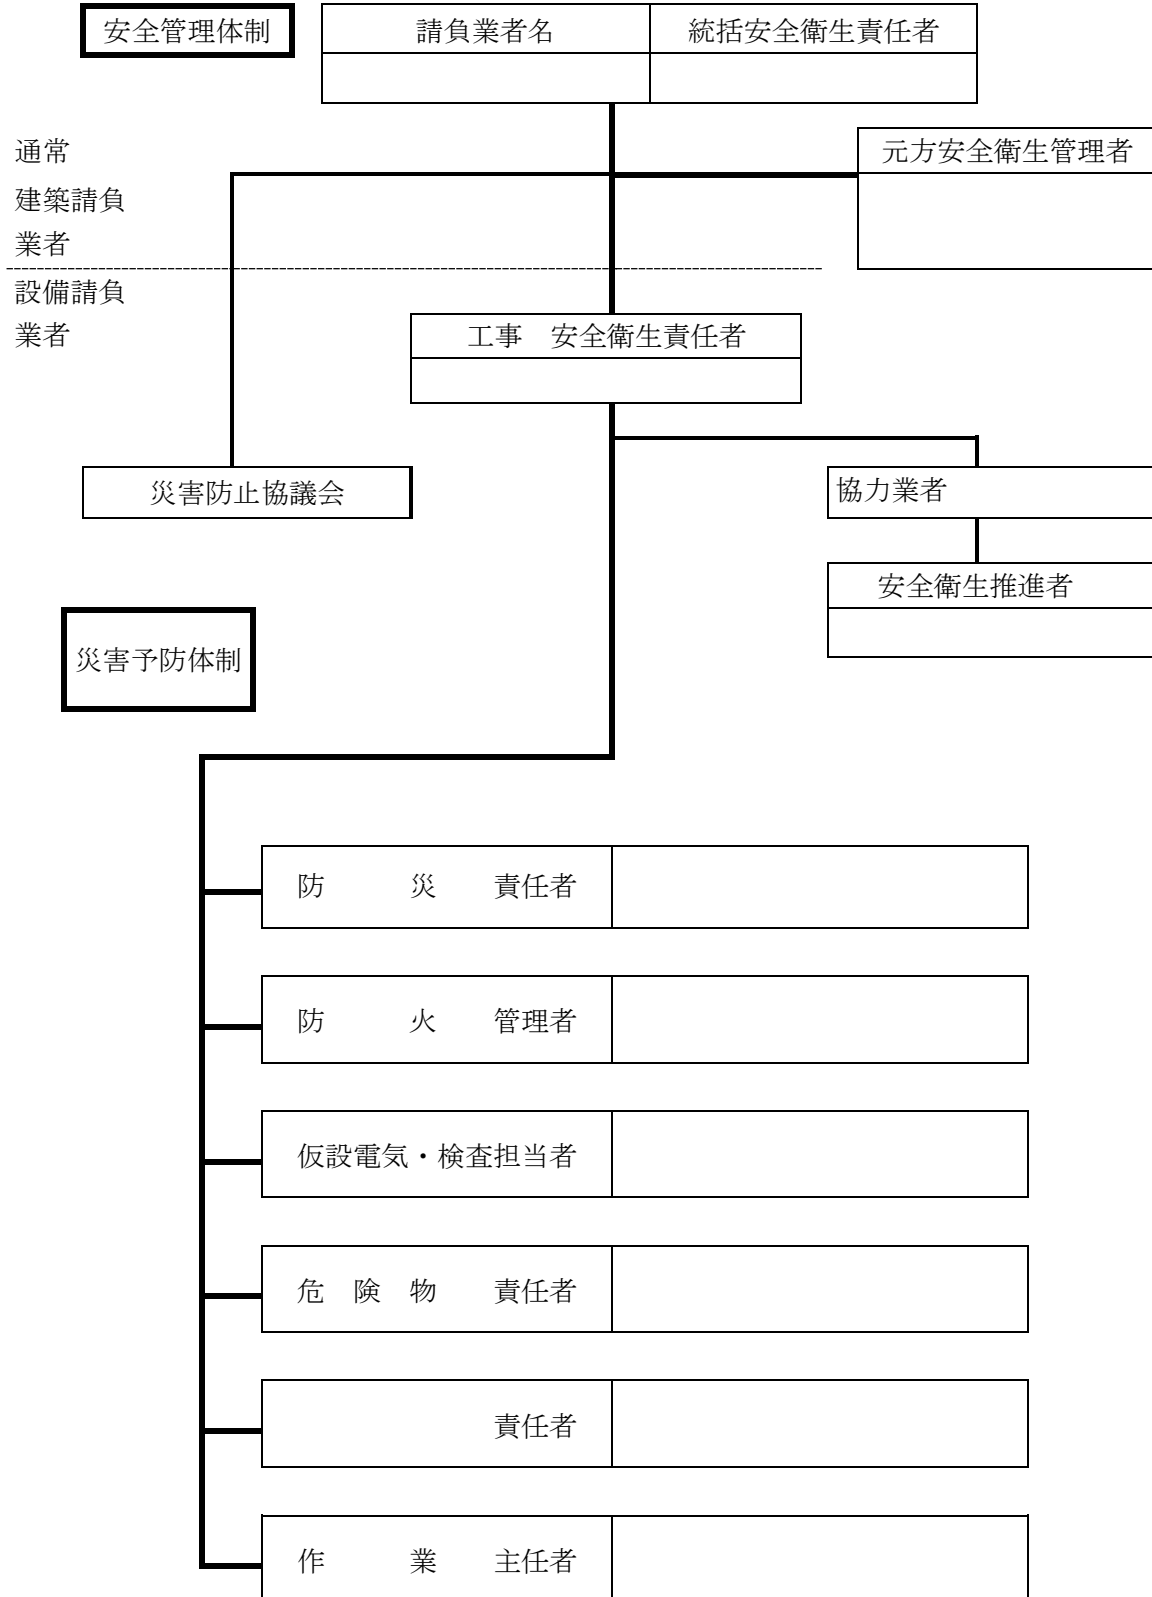 安全管理体制
請負業者名　統括安全衛生責任者
通常
建築請負
業者
元方安全衛生管理者
設備請負
業者
工事　安全衛生責任者
災害防止協議会
協力業者
安全衛生推進者
災害予防体制
防　　　災　　責任者
防　　　火　　管理者
仮設電気・検査担当者
危　険　物　　責任者
責任者
作　　　業　　主任者